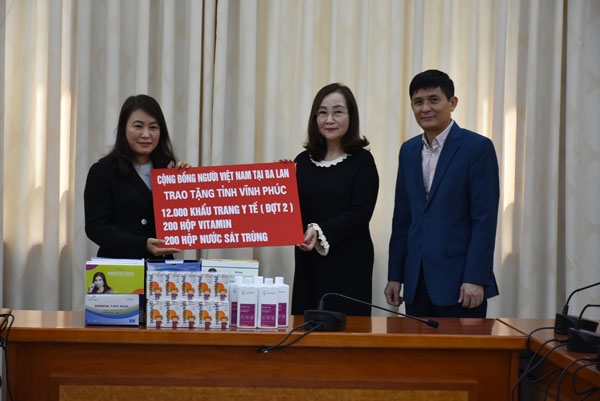 CỘNG ĐỒNG NGƯỜI VIỆT NAM TẠI BA LAN
TRAO TẶNG TỈNH VĨNH PHÚC
12.000 KHẨU TRANG Y TẾ ( ĐỢT 2 )
200 HỘP VITAMIN
200 HỘP NƯỚC SÁT TRÙNG